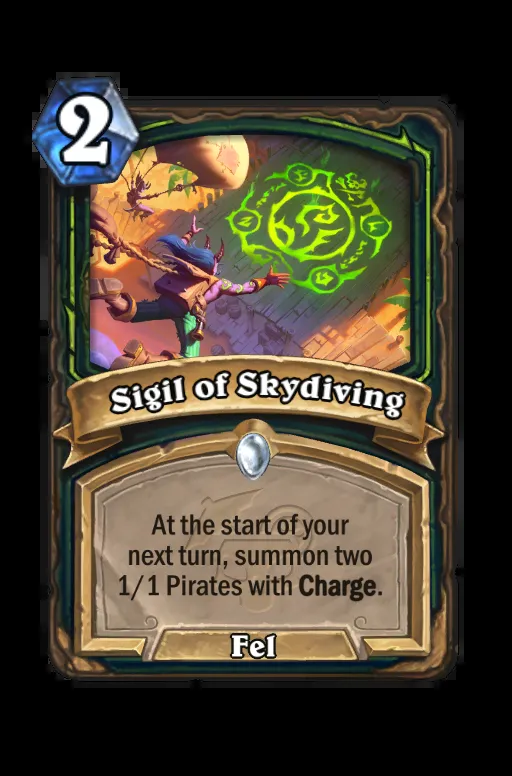 2
Sigil of Skydiving
At the start of your
next turn, summon two
1/1 Pirates with Charge.
Fel